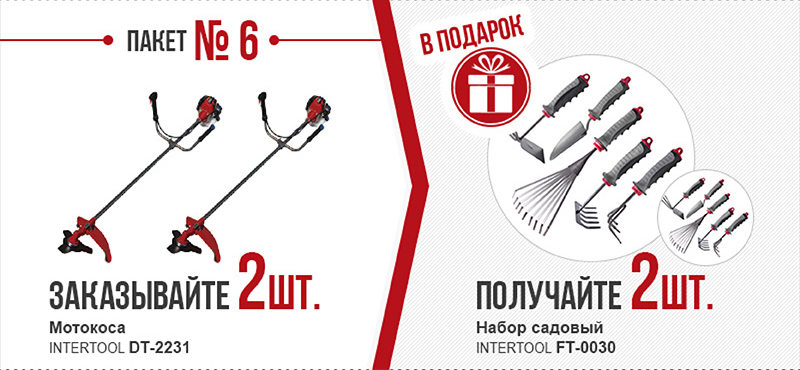 ПАКЕТ № 6
ЗАКАЗЫВАЙТЕ 2ШТ.
Мотокоса
INTERTOOL DT-2231
В ПОДАРОК
ПОЛУЧАЙТЕ 2ШТ.
Набор садовый
INTERTOOL FT-0030